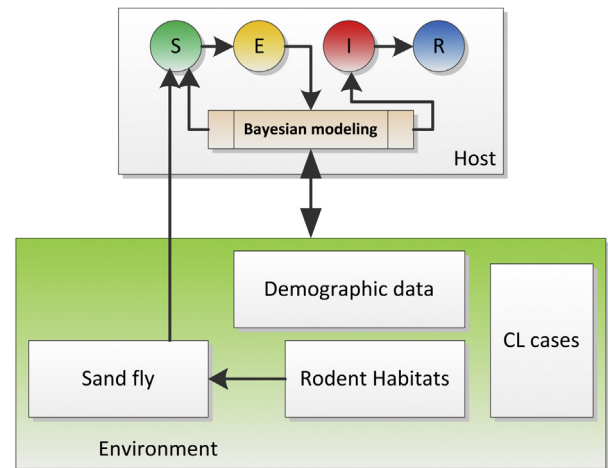 S
E
I
R
Bayesian modeling
Host
Demographic data
CL cases
Sand fly
Rodent Habitats
Environment